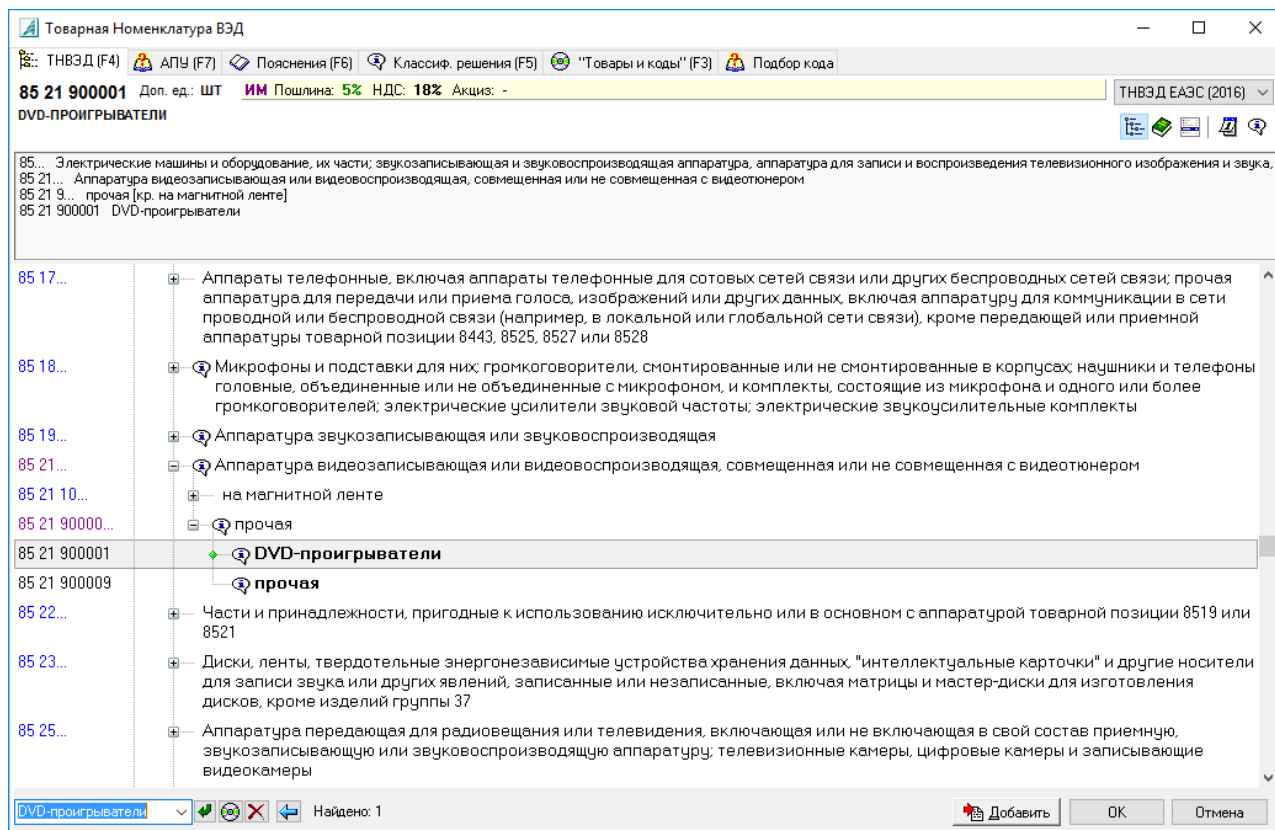 Товарная Номенклатура ВЭД
ТНВЭД (F4) АПУ (F7) Пояснения (F6) Классиф. решения (F5) "Товары и коды" (F3) Подбор кода
85 21 900001 Доп. ед.: ШТ ИМ Пошлина: 5% НДС: 18% Акциз: - ТНВЭД ЕАЭС (2016)
DVD-ПРОИГРЫВАТЕЛИ
85... Электрические машины и оборудование, их части; звукозаписывающая и звуковоспроизводящая аппаратура, аппаратура для записи и воспроизведения телевизионного изображения и звука,
85 21... Аппаратура видеозаписывающая или видеовоспроизводящая, совмещенная или не совмещенная с видеотюнером
85 21 9... прочая [кр. на магнитной ленте]
85 21 900001 DVD-проигрыватели
85 17... Аппараты телефонные, включая аппараты телефонные для сотовых сетей связи или других беспроводных сетей связи; прочая
аппаратура для передачи или приема голоса, изображений или других данных, включая аппаратуру для коммуникации в сети
проводной или беспроводной связи (например, в локальной или глобальной сети связи), кроме передающей или приемной
аппаратуры товарной позиции 8443, 8525, 8527 или 8528
85 18... Микрофоны и подставки для них; громкоговорители, смонтированные или не смонтированные в корпусах; наушники и телефоны
головные, объединенные или не объединенные с микрофоном, и комплекты, состоящие из микрофона и одного или более
громкоговорителей; электрические усилители звуковой частоты; электрические звукоусилительные комплекты
85 19... Аппаратура звукозаписывающая или звуковоспроизводящая
85 21... Аппаратура видеозаписывающая или видеовоспроизводящая, совмещенная или не совмещенная с видеотюнером
85 21 10... на магнитной ленте
85 21 90000... прочая
85 21 900001 DVD-проигрыватели
85 21 900009 прочая
85 22... Части и принадлежности, пригодные к использованию исключительно или в основном с аппаратурой товарной позиции 8519 или
8521
85 23... Диски, ленты, твердотельные энергонезависимые устройства хранения данных, "интеллектуальные карточки" и другие носители
для записи звука или других явлений, записанные или незаписанные, включая матрицы и мастер-диски для изготовления
дисков, кроме изделий группы 37
85 25... Аппаратура передающая для радиовещания или телевидения, включающая или не включающая в свой состав приемную,
звукозаписывающую или звуковоспроизводящую аппаратуру; телевизионные камеры, цифровые камеры и записывающие
видеокамеры
DVD-проигрыватели Найдено: 1 Добавить OK Отмена